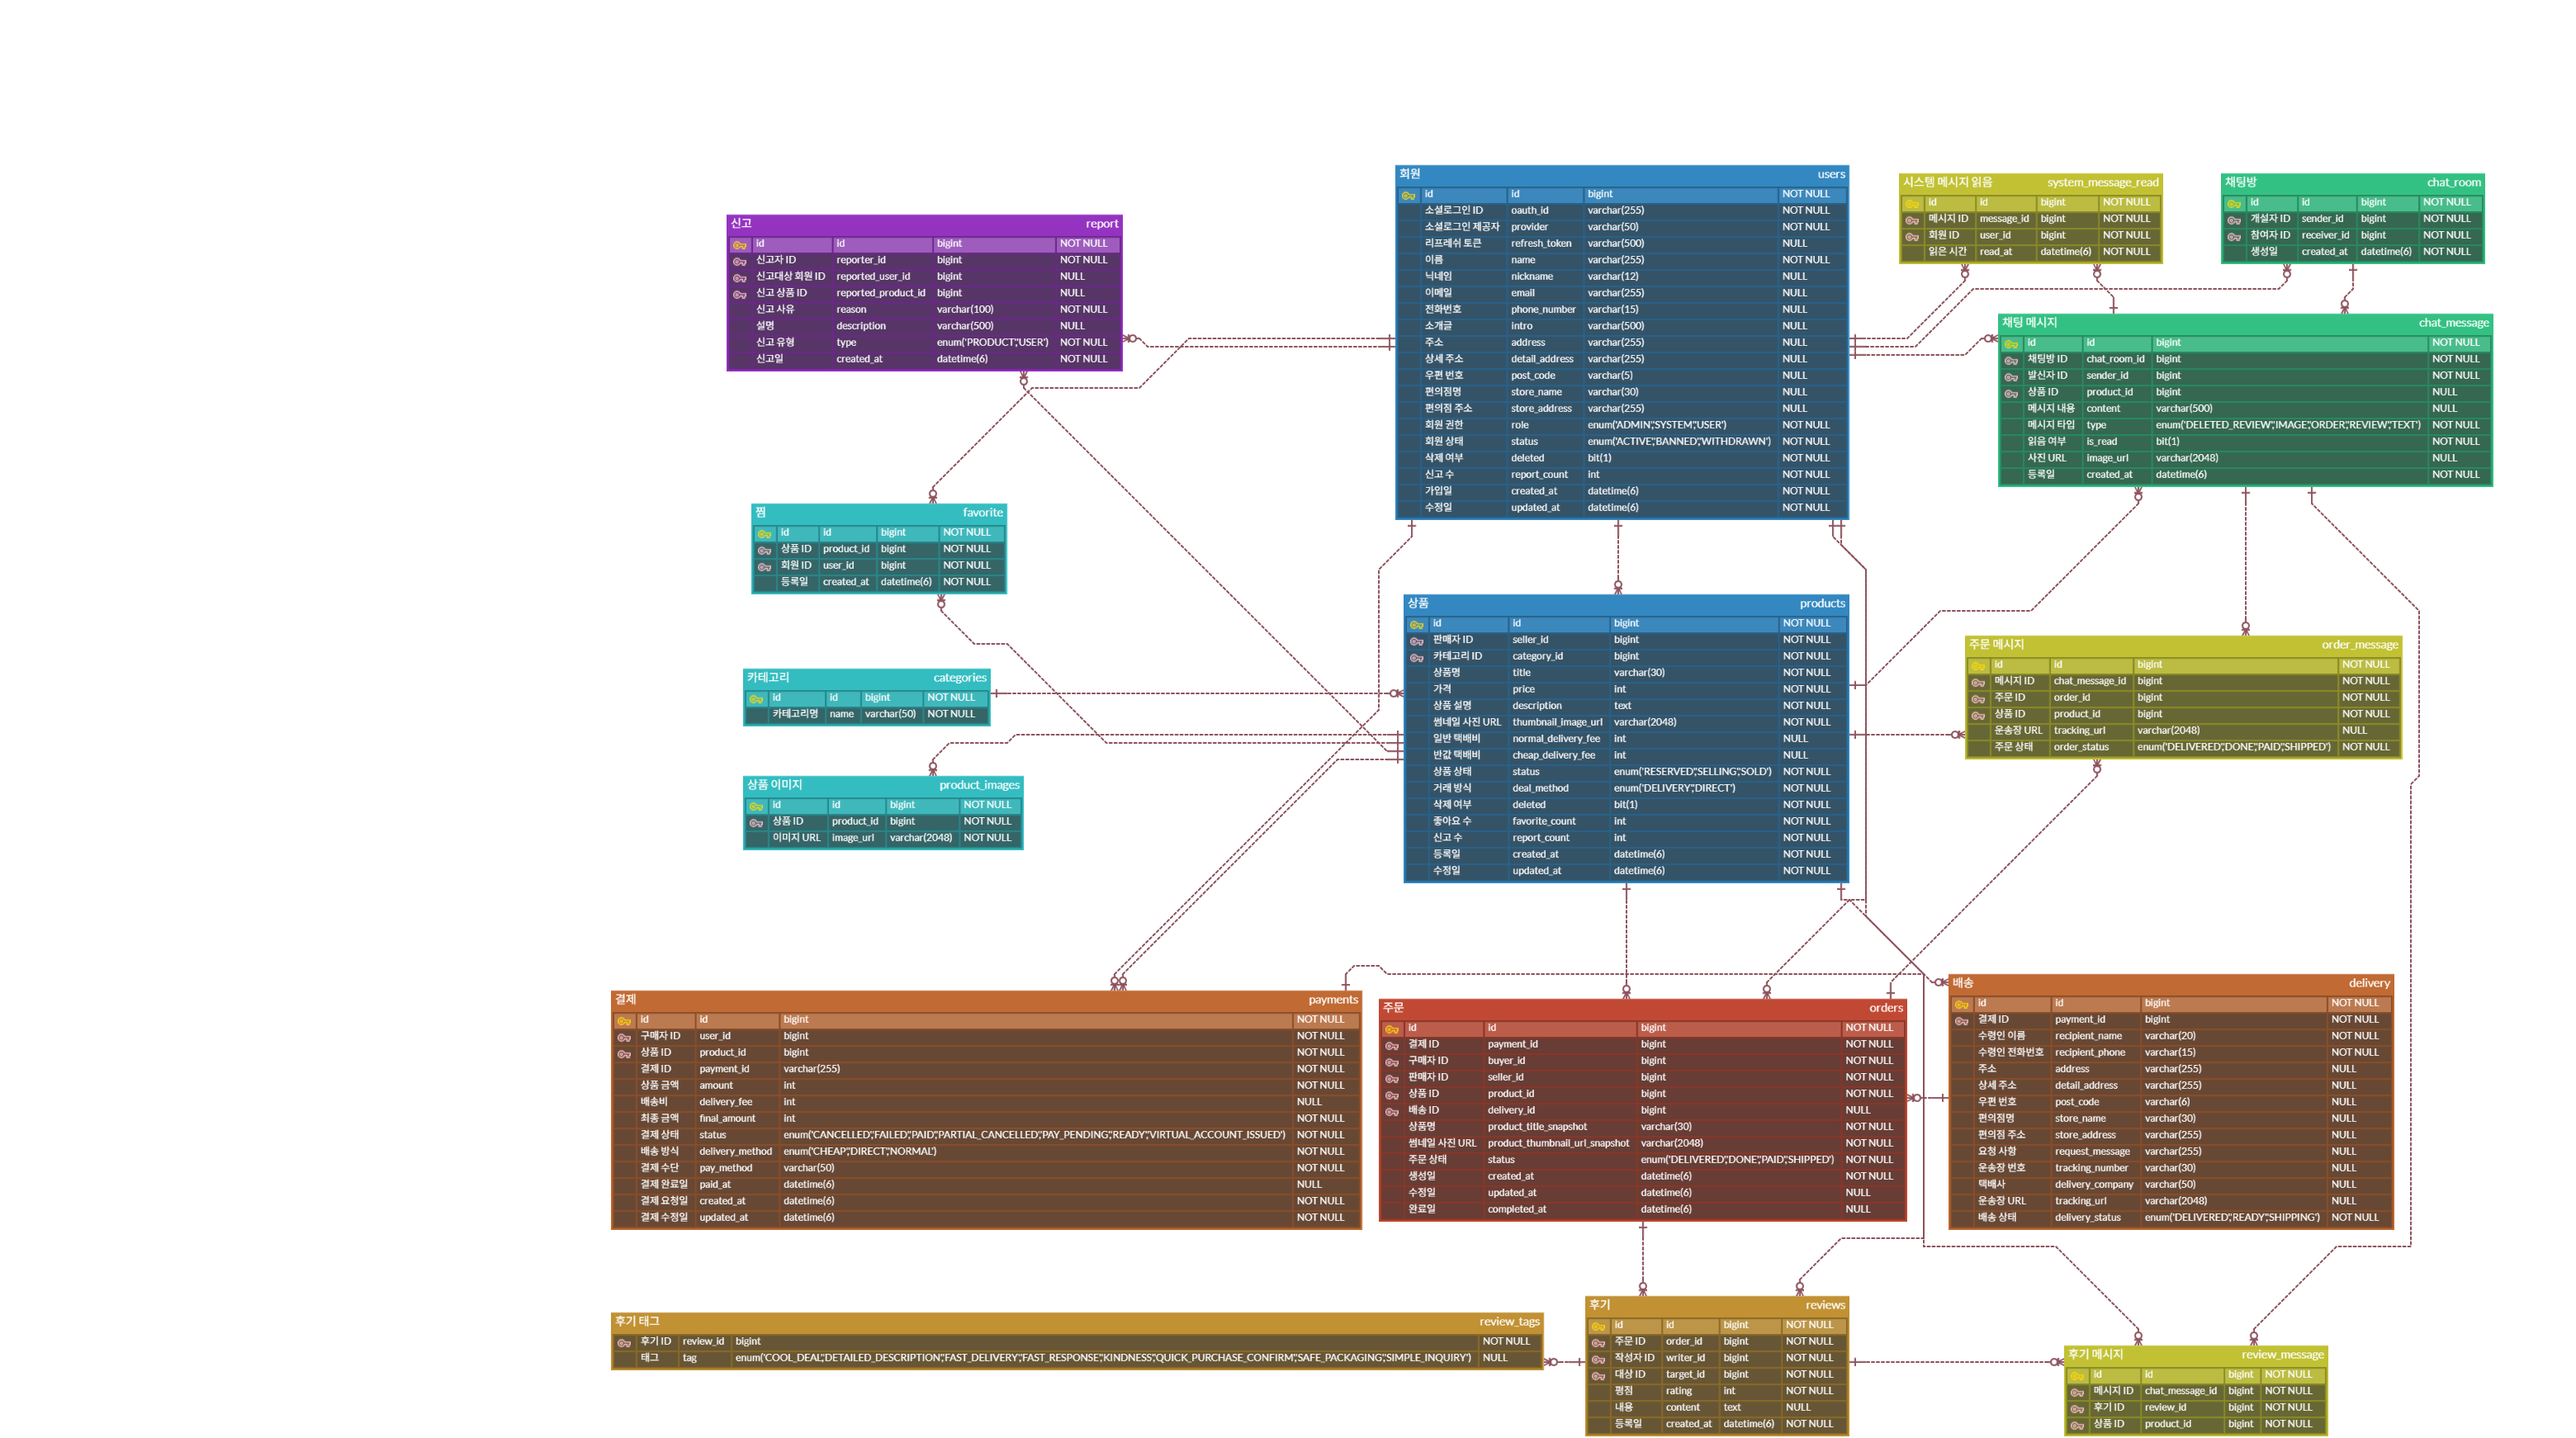 회원 users
id id bigint NOT NULL
소셜로그인 ID oauth_id varchar(255) NOT NULL
소셜로그인 제공자 provider varchar(50) NOT NULL
리프레쉬 토큰 refresh_token varchar(500) NULL
이름 name varchar(255) NOT NULL
닉네임 nickname varchar(12) NULL
이메일 email varchar(255) NULL
전화번호 phone_number varchar(15) NULL
소개글 intro varchar(500) NULL
주소 address varchar(255) NULL
상세 주소 detail_address varchar(255) NULL
우편 번호 post_code varchar(5) NULL
편의점명 store_name varchar(30) NULL
편의점 주소 store_address varchar(255) NULL
회원 권한 role enum('ADMIN','SYSTEM','USER') NOT NULL
회원 상태 status enum('ACTIVE','BANNED','WITHDRAWN') NOT NULL
삭제 여부 deleted bit(1) NOT NULL
신고 수 report_count int NOT NULL
가입일 created_at datetime(6) NOT NULL
수정일 updated_at datetime(6) NOT NULL
시스템 메시지 읽음 system_message_read
id id bigint NOT NULL
메시지 ID message_id bigint NOT NULL
회원 ID user_id bigint NOT NULL
읽은 시간 read_at datetime(6) NOT NULL
채팅방 chat_room
id id bigint NOT NULL
개설자 ID sender_id bigint NOT NULL
참여자 ID receiver_id bigint NOT NULL
생성일 created_at datetime(6) NOT NULL
신고 report
id id bigint NOT NULL
신고자 ID reporter_id bigint NOT NULL
신고대상 회원 ID reported_user_id bigint NULL
신고 상품 ID reported_product_id bigint NULL
신고 사유 reason varchar(100) NOT NULL
설명 description varchar(500) NULL
신고 유형 type enum('PRODUCT','USER') NOT NULL
신고일 created_at datetime(6) NOT NULL
채팅 메시지 chat_message
id id bigint NOT NULL
채팅방 ID chat_room_id bigint NOT NULL
발신자 ID sender_id bigint NOT NULL
상품 ID product_id bigint NULL
메시지 내용 content varchar(500) NULL
메시지 타입 type enum('DELETED_REVIEW','IMAGE','ORDER','REVIEW','TEXT') NOT NULL
읽음 여부 is_read bit(1) NOT NULL
사진 URL image_url varchar(2048) NULL
등록일 created_at datetime(6) NOT NULL
찜 favorite
id id bigint NOT NULL
상품 ID product_id bigint NOT NULL
회원 ID user_id bigint NOT NULL
등록일 created_at datetime(6) NOT NULL
상품 products
id id bigint NOT NULL
판매자 ID seller_id bigint NOT NULL
카테고리 ID category_id bigint NOT NULL
상품명 title varchar(30) NOT NULL
가격 price int NOT NULL
상품 설명 description text NOT NULL
썸네일 사진 URL thumbnail_image_url varchar(2048) NOT NULL
일반 택배비 normal_delivery_fee int NULL
반값 택배비 cheap_delivery_fee int NULL
상품 상태 status enum('RESERVED','SELLING','SOLD') NOT NULL
거래 방식 deal_method enum('DELIVERY','DIRECT') NOT NULL
삭제 여부 deleted bit(1) NOT NULL
좋아요 수 favorite_count int NOT NULL
신고 수 report_count int NOT NULL
등록일 created_at datetime(6) NOT NULL
수정일 updated_at datetime(6) NOT NULL
주문 메시지 order_message
id id bigint NOT NULL
메시지 ID chat_message_id bigint NOT NULL
주문 ID order_id bigint NOT NULL
상품 ID product_id bigint NOT NULL
운송장 URL tracking_url varchar(2048) NULL
주문 상태 order_status enum('DELIVERED','DONE','PAID','SHIPPED') NOT NULL
카테고리 categories
id id bigint NOT NULL
카테고리명 name varchar(50) NOT NULL
상품 이미지 product_images
id id bigint NOT NULL
상품 ID product_id bigint NOT NULL
이미지 URL image_url varchar(2048) NOT NULL
결제 payments
id id bigint NOT NULL
구매자 ID user_id bigint NOT NULL
상품 ID product_id bigint NOT NULL
결제 ID payment_id varchar(255) NOT NULL
상품 금액 amount int NOT NULL
배송비 delivery_fee int NULL
최종 금액 final_amount int NOT NULL
결제 상태 status enum('CANCELLED','FAILED','PAID','PARTIAL_CANCELLED','PAY_PENDING','READY','VIRTUAL_ACCOUNT_ISSUED') NOT NULL
배송 방식 delivery_method enum('CHEAP','DIRECT','NORMAL') NOT NULL
결제 수단 pay_method varchar(50) NOT NULL
결제 완료일 paid_at datetime(6) NULL
결제 요청일 created_at datetime(6) NOT NULL
결제 수정일 updated_at datetime(6) NOT NULL
주문 orders
id id bigint NOT NULL
결제 ID payment_id bigint NOT NULL
구매자 ID buyer_id bigint NOT NULL
판매자 ID seller_id bigint NOT NULL
상품 ID product_id bigint NOT NULL
배송 ID delivery_id bigint NULL
상품명 product_title_snapshot varchar(30) NOT NULL
썸네일 사진 URL product_thumbnail_url_snapshot varchar(2048) NOT NULL
주문 상태 status enum('DELIVERED','DONE','PAID','SHIPPED') NOT NULL
생성일 created_at datetime(6) NOT NULL
수정일 updated_at datetime(6) NULL
완료일 completed_at datetime(6) NULL
배송 delivery
id id bigint NOT NULL
결제 ID payment_id bigint NOT NULL
수령인 이름 recipient_name varchar(20) NOT NULL
수령인 전화번호 recipient_phone varchar(15) NOT NULL
주소 address varchar(255) NULL
상세 주소 detail_address varchar(255) NULL
우편 번호 post_code varchar(6) NULL
편의점명 store_name varchar(30) NULL
편의점 주소 store_address varchar(255) NULL
요청 사항 request_message varchar(255) NULL
운송장 번호 tracking_number varchar(30) NULL
택배사 delivery_company varchar(50) NULL
운송장 URL tracking_url varchar(2048) NULL
배송 상태 delivery_status enum('DELIVERED','READY','SHIPPING') NOT NULL
후기 태그 review_tags
후기 ID review_id bigint NOT NULL
태그 tag enum('COOL_DEAL','DETAILED_DESCRIPTION','FAST_DELIVERY','FAST_RESPONSE','KINDNESS','QUICK_PURCHASE_CONFIRM','SAFE_PACKAGING','SIMPLE_INQUIRY') NULL
후기 reviews
id id bigint NOT NULL
주문 ID order_id bigint NOT NULL
작성자 ID writer_id bigint NOT NULL
대상 ID target_id bigint NOT NULL
평점 rating int NOT NULL
내용 content text NULL
등록일 created_at datetime(6) NOT NULL
후기 메시지 review_message
id id bigint NOT NULL
메시지 ID chat_message_id bigint NOT NULL
후기 ID review_id bigint NOT NULL
상품 ID product_id bigint NOT NULL